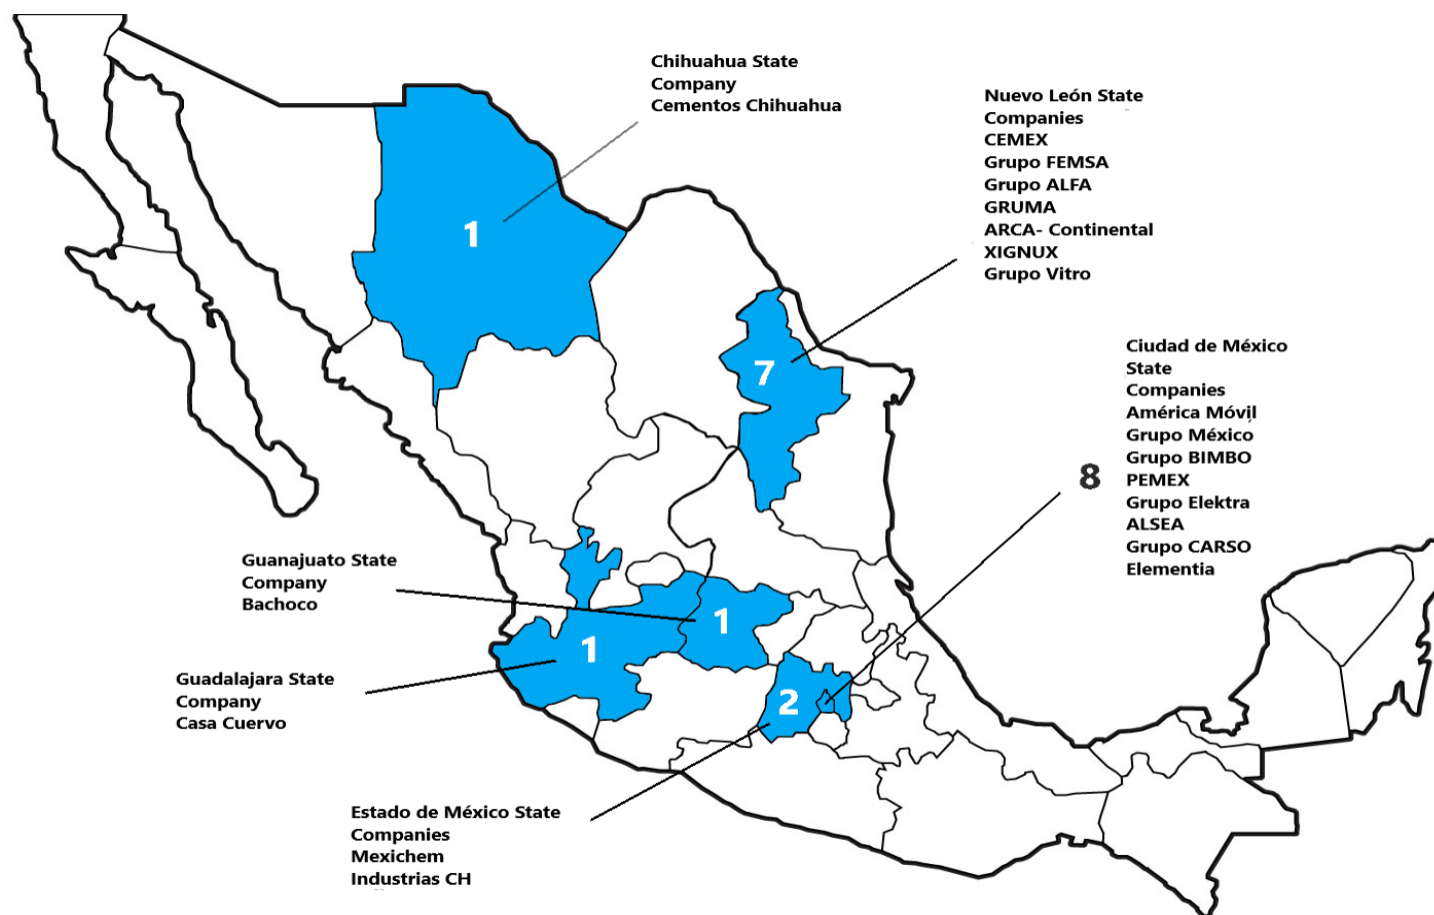 Chihuahua State
Company
Cementos Chihuahua
1
Nuevo León State
Companies
CEMEX
Grupo FEMSA
Grupo ALFA
GRUMA
ARCA- Continental
XIGNUX
Grupo Vitro
7
Ciudad de México
State
Companies
América Móvil
Grupo México
Grupo BIMBO
PEMEX
Grupo Elektra
ALSEA
Grupo CARSO
Elementia
8
Guanajuato State
Company
Bachoco
1
Guadalajara State
Company
Casa Cuervo
1
Estado de México State
Companies
Mexichem
Industrias CH
2